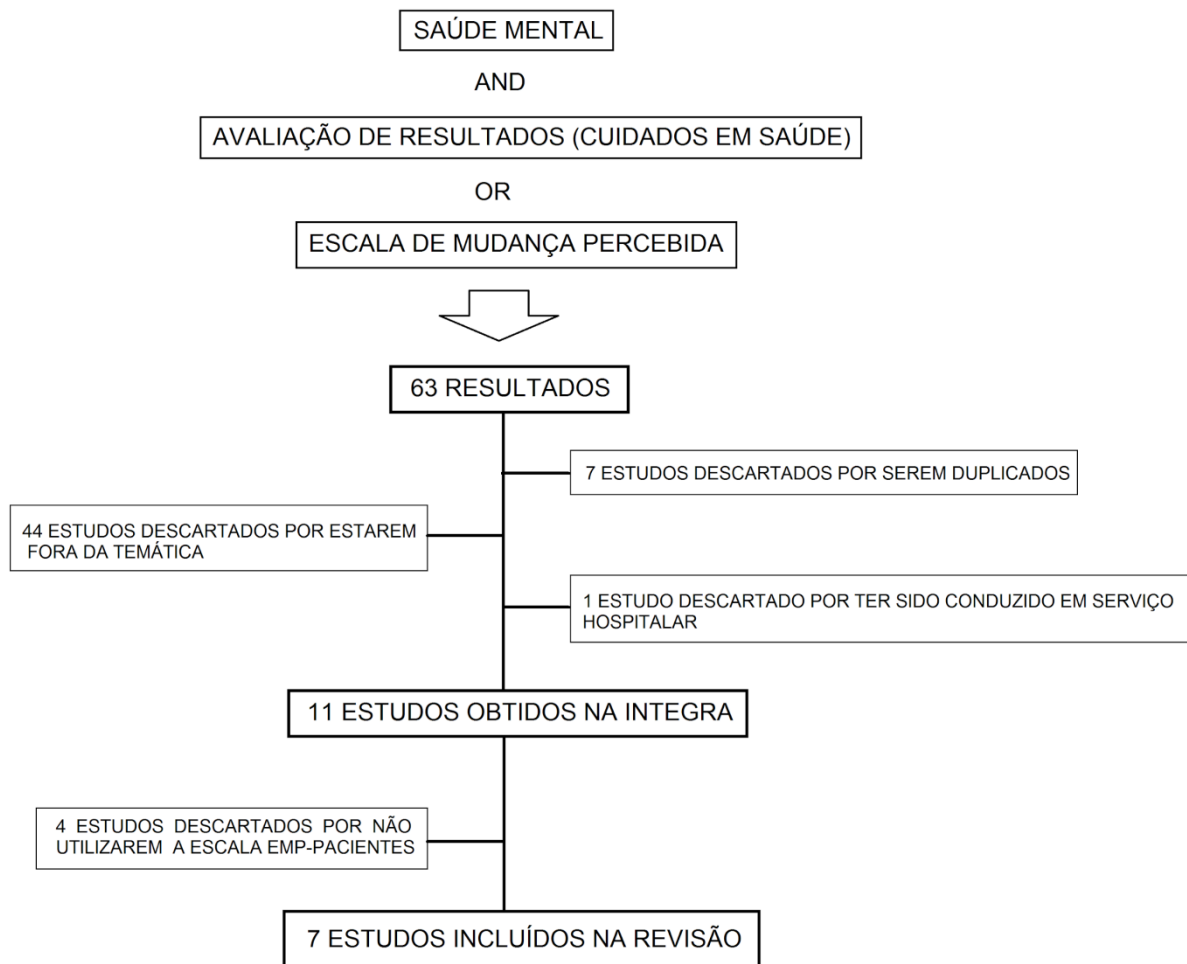 SAÚDE MENTAL
AND
AVALIAÇÃO DE RESULTADOS (CUIDADOS EM SAÚDE)
OR
ESCALA DE MUDANÇA PERCEBIDA
63 RESULTADOS
7 ESTUDOS DESCARTADOS POR SEREM DUPLICADOS
44 ESTUDOS DESCARTADOS POR ESTAREM
FORA DA TEMÁTICA
1 ESTUDO DESCARTADO POR TER SIDO CONDUZIDO EM SERVIÇO
HOSPITALAR
11 ESTUDOS OBTIDOS NA INTEGRA
4 ESTUDOS DESCARTADOS POR NÃO
UTILIZAREM A ESCALA EMP-PACIENTES
7 ESTUDOS INCLUÍDOS NA REVISÃO